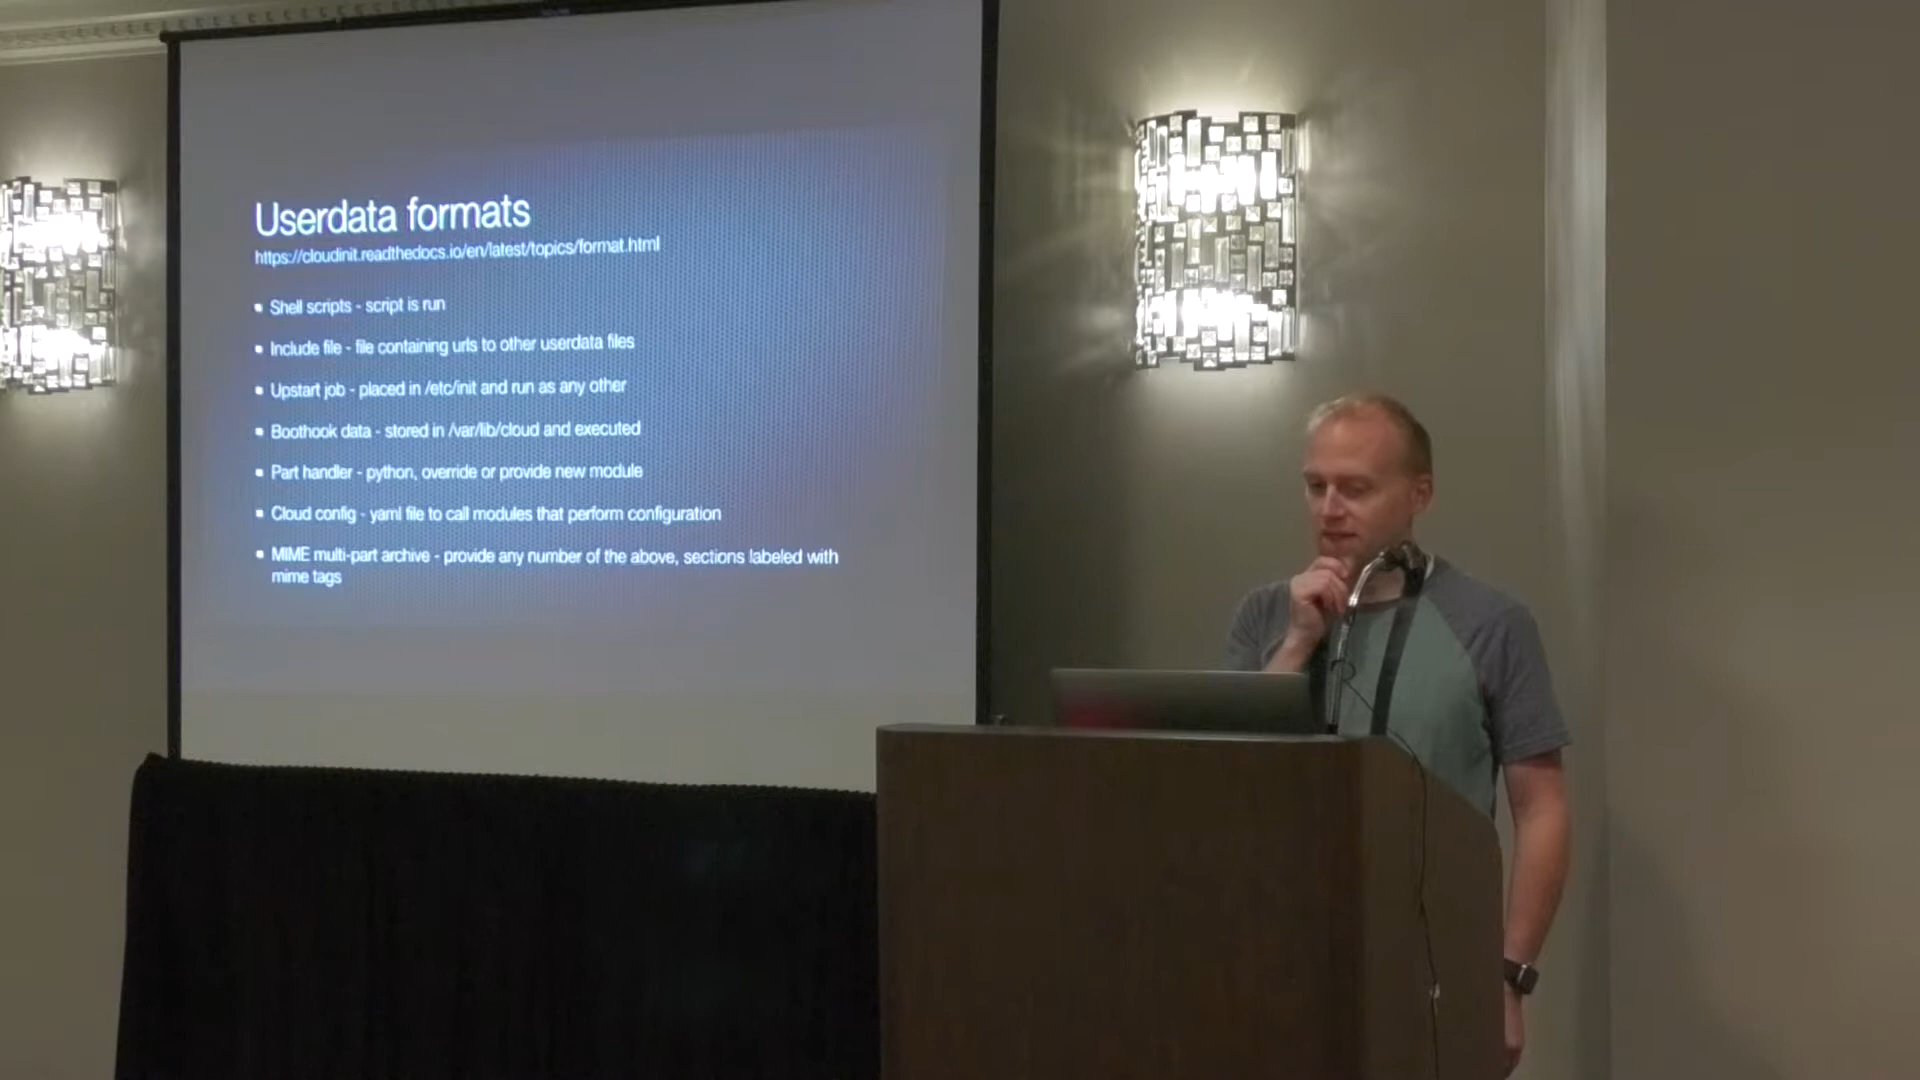 Userdata formats
https://cloudinit.readthedocs.io/en/latest/topics/format.html
Shell scripts - script is run
Include file - file containing urls to other userdata files
Upstart job - placed in /etc/init and run as any other
Boothook data - stored in /var/lib/cloud and executed
Part handler - python, override or provide new module
Cloud config - yaml file to call modules that perform configuration
MIME multi-part archive - provide any number of the above, sections labeled with
mime tags